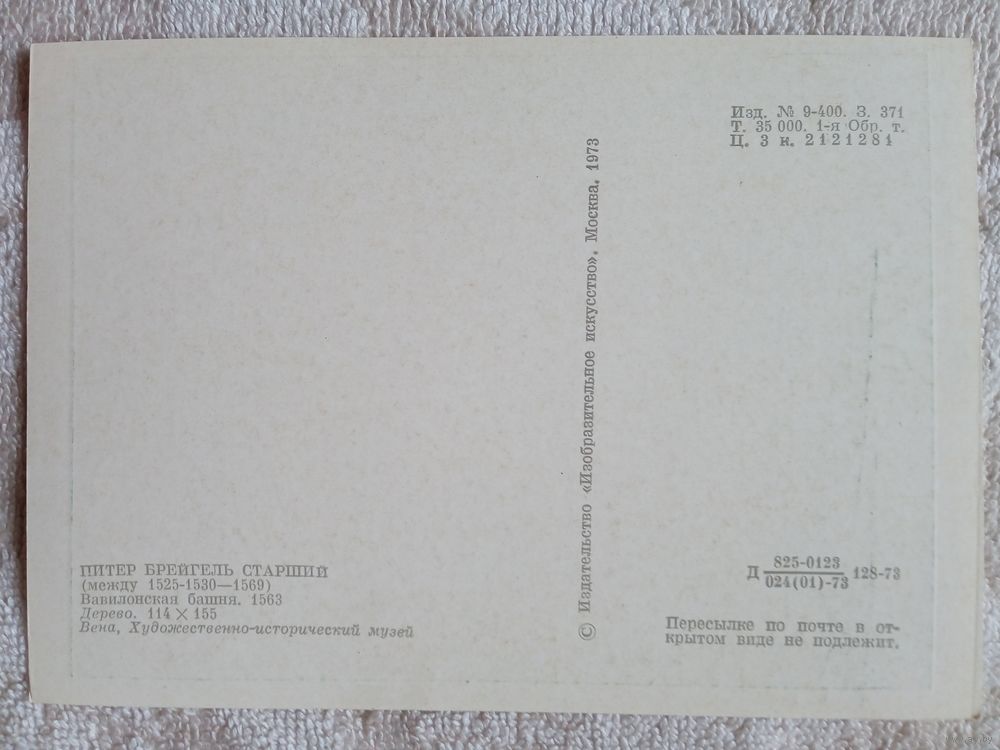 Изд. № 9-400. З. 371
Т. 35 000. 1-я Обр. т.
Ц. 3 к. 2121281
© Издательство «Изобразительное искусство». Москва. 1973
ПИТЕР БРЕЙГЕЛЬ СТАРШИЙ
(между 1525-1530—1569)
Вавилонская башня. 1563
Дерево. 114 × 155
Вена, Художественно-исторический музей
Д 825-0123 / 024(01)-73 128-73
Пересылке по почте в от-
крытом виде не подлежит.